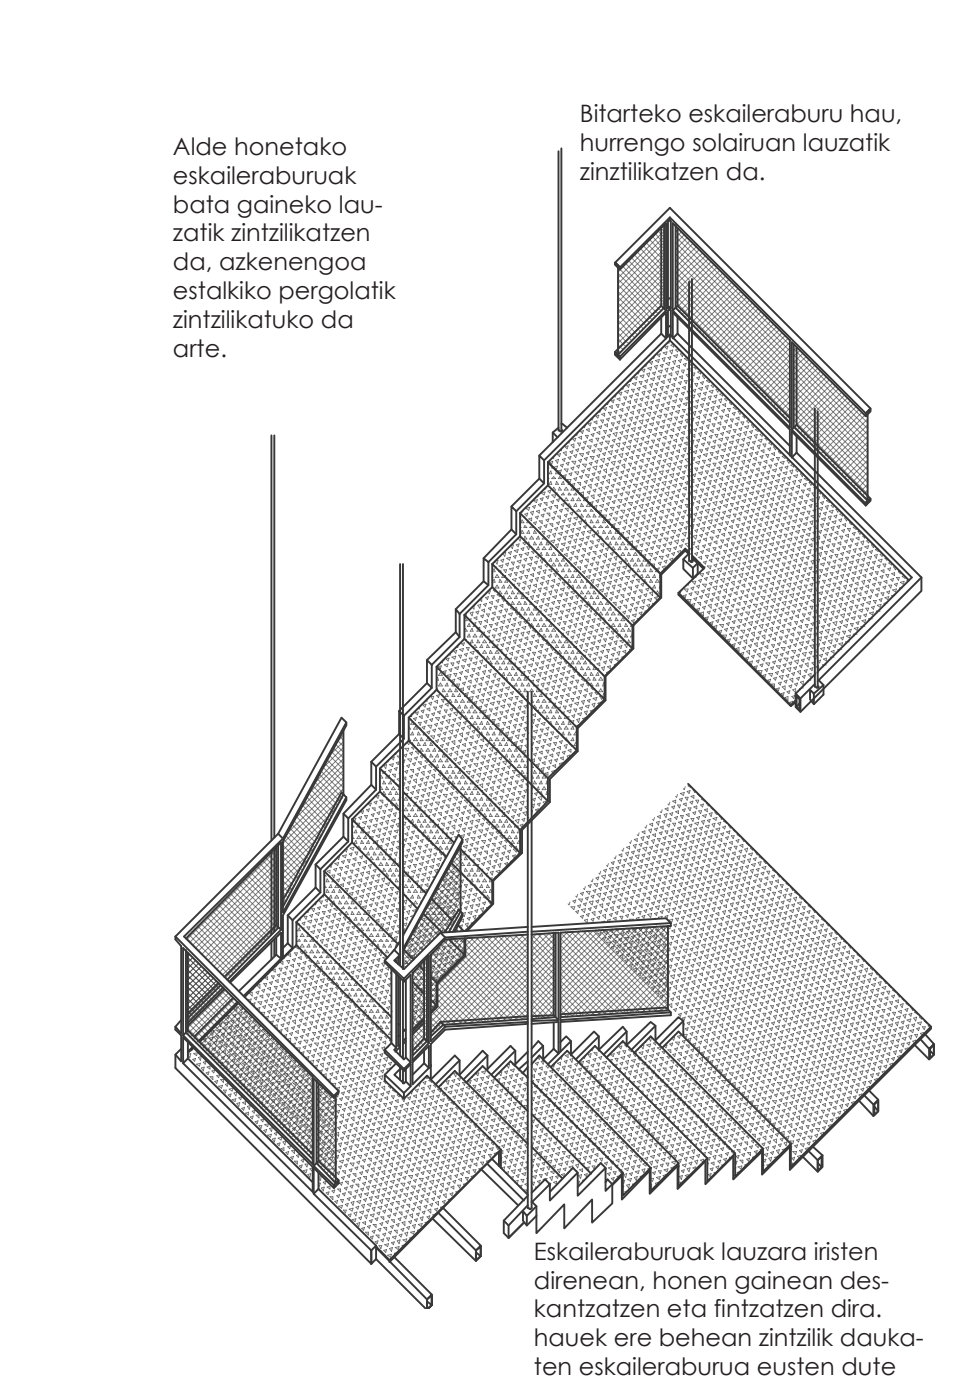 Alde honetako
eskaileraburuak
bata gaineko lau-
zatik zintzilikatzen
da, azkenengoa
estalkiko pergolatik
zintzilikatuko da
arte.
Bitarteko eskaileraburu hau,
hurrengo solairuan lauzatik
zinztilikatzen da.
Eskaileraburuak lauzara iristen
direnean, honen gainean des-
kantzatzen eta fintzatzen dira.
hauek ere behean zintzilik dauka-
ten eskaileraburua eusten dute